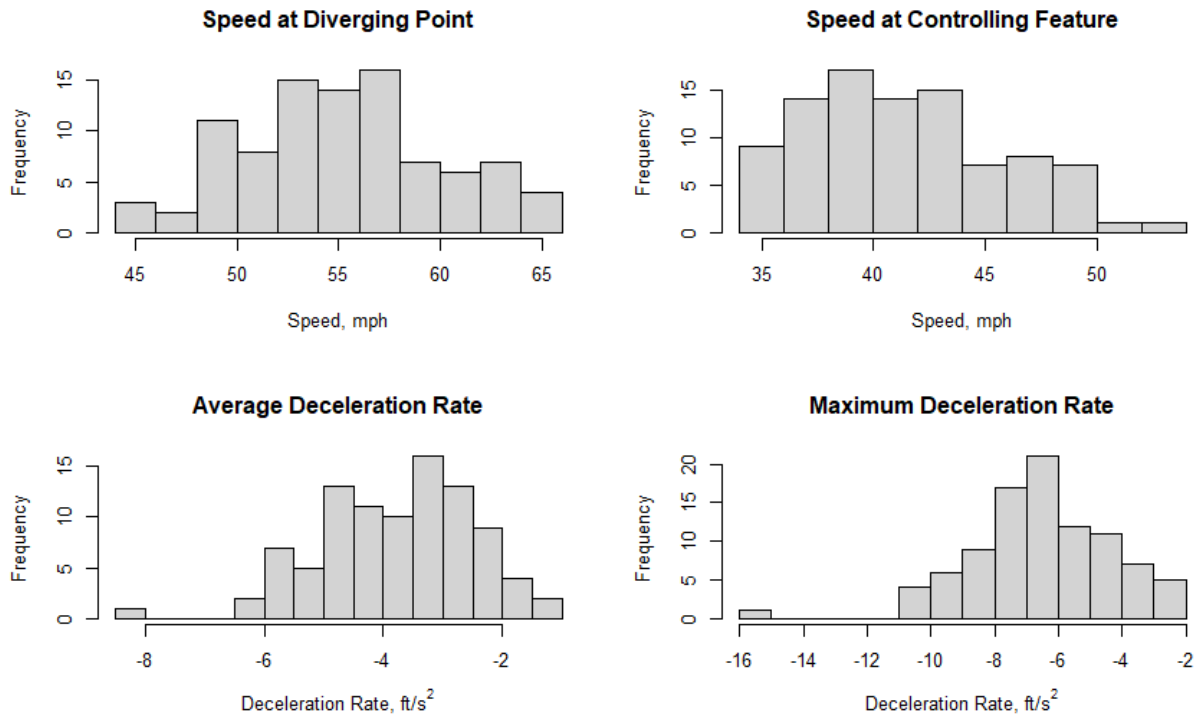 Speed at Diverging Point
Frequency
0 5 10 15
45 50 55 60 65
Speed, mph
Speed at Controlling Feature
Frequency
0 5 10 15
35 40 45 50
Speed, mph
Average Deceleration Rate
Frequency
0 5 10 15
-8 -6 -4 -2
Deceleration Rate, ft/s²
Maximum Deceleration Rate
Frequency
0 5 10 15 20
-16 -14 -12 -10 -8 -6 -4 -2
Deceleration Rate, ft/s²